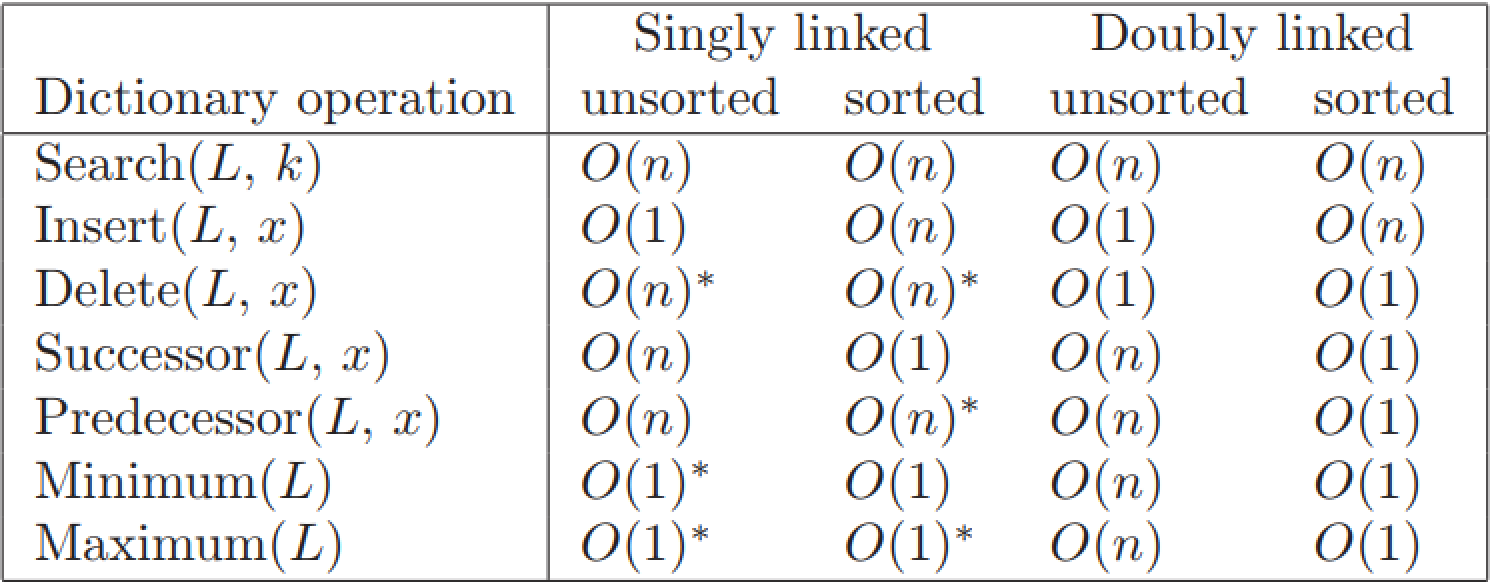 Singly linked Doubly linked
Dictionary operation unsorted sorted unsorted sorted
Search(L, k) O(n) O(n) O(n) O(n)
Insert(L, x) O(1) O(n) O(1) O(n)
Delete(L, x) O(n)* O(n)* O(1) O(1)
Successor(L, x) O(n) O(1) O(n) O(1)
Predecessor(L, x) O(n) O(n)* O(n) O(1)
Minimum(L) O(1)* O(1) O(n) O(1)
Maximum(L) O(1)* O(1)* O(n) O(1)